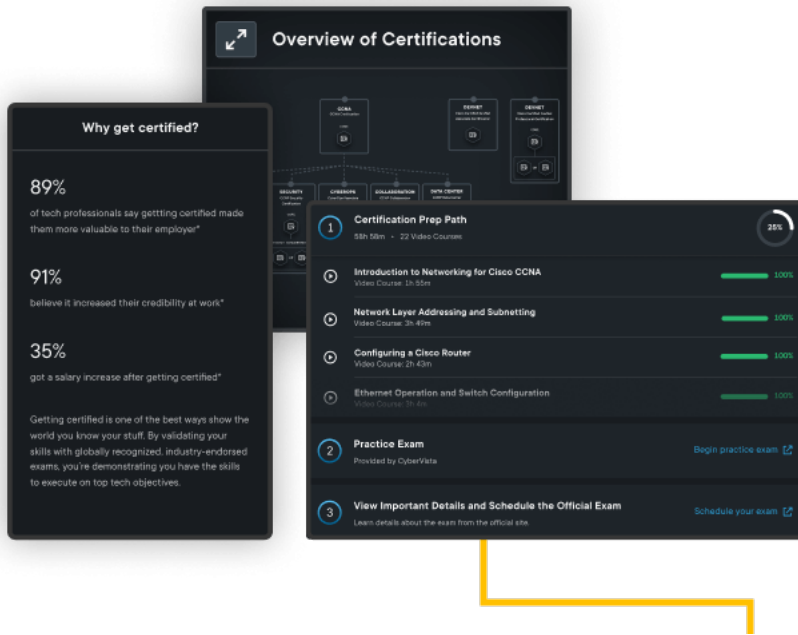 Overview of Certifications
CCNA
DEVNET
DEVNET
SECURITY
CYBEROPS
COLLABORATION
DATA CENTER
Why get certified?
89%
of tech professionals say gettting certified made
them more valuable to their employer*
91%
believe it increased their credibility at work*
35%
got a salary increase after getting certified*
Getting certified is one of the best ways show the
world you know your stuff. By validating your
skills with globally recognized, industry-endorsed
exams, you're demonstrating you have the skills
to execute on top tech objectives.
1
Certification Prep Path
58h 58m • 22 Video Courses
25%
Introduction to Networking for Cisco CCNA
Video Course: 1h 55m
100%
Network Layer Addressing and Subnetting
Video Course: 3h 49m
100%
Configuring a Cisco Router
Video Course: 2h 43m
100%
Ethernet Operation and Switch Configuration
Video Course: 3h 4m
100%
2
Practice Exam
Provided by CyberVista
Begin practice exam
3
View Important Details and Schedule the Official Exam
Learn details about the exam from the official site.
Schedule your exam